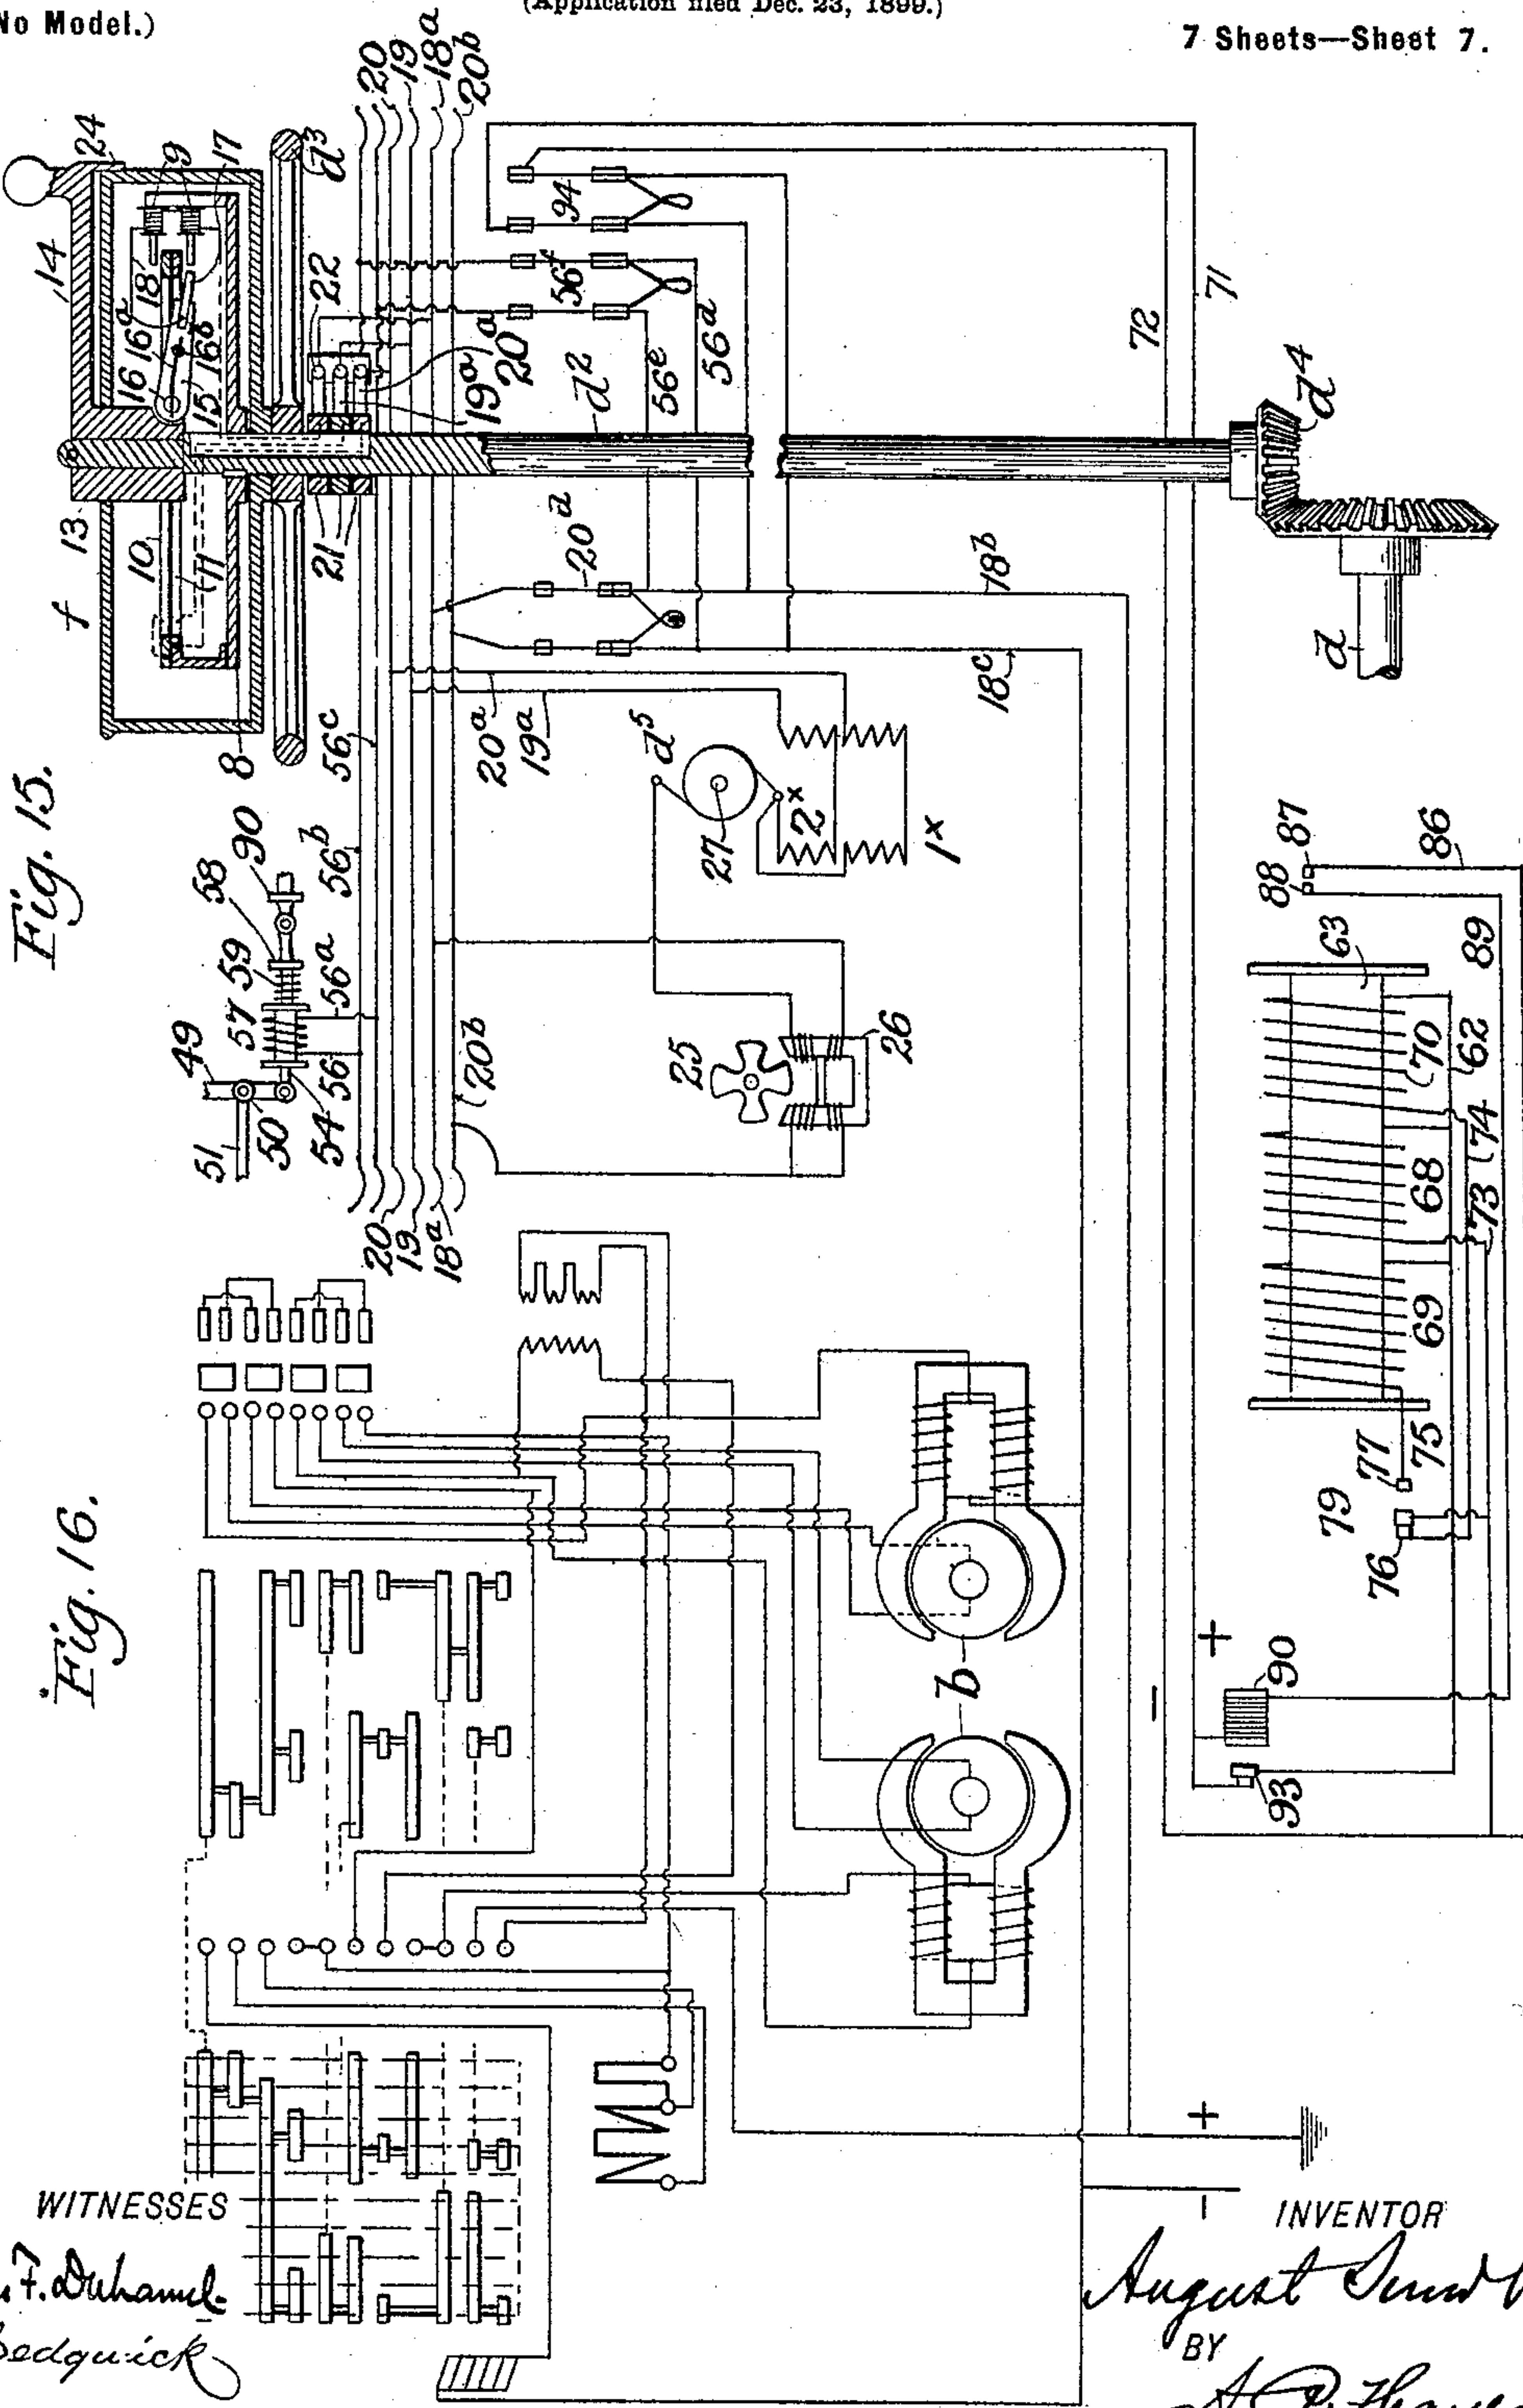 No Model.)
(Application filed Dec. 23, 1899.)
7 Sheets—Sheet 7.
Fig. 15.
f
13
14
24
10
11
16
16a
18
9
17
15
16b
8
d3
22
21
19a
20a
20
19
18a
20b
d2
56f
94
56e
56d
20d
72
71
18b
18c
d4
d
49
51
50
54
57
59
58
90
56
56a
56b
56c
20b
20a
19a
d5
27
2x
1x
25
26
20
19
18a
Fig. 16.
b
88
87
86
63
89
70
62
74
68
73
69
77
75
79
76
+
90
93
−
+
−
WITNESSES
INVENTOR
.F. Duhamel
Sedgwick
August
BY